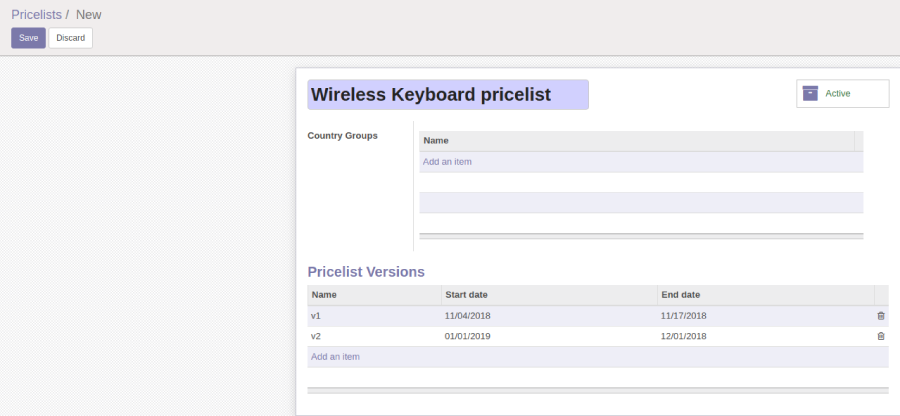 Pricelists / New
Save Discard
Wireless Keyboard pricelist
Active
Country Groups
Name
Add an item
Pricelist Versions
Name Start date End date
v1 11/04/2018 11/17/2018
v2 01/01/2019 12/01/2018
Add an item